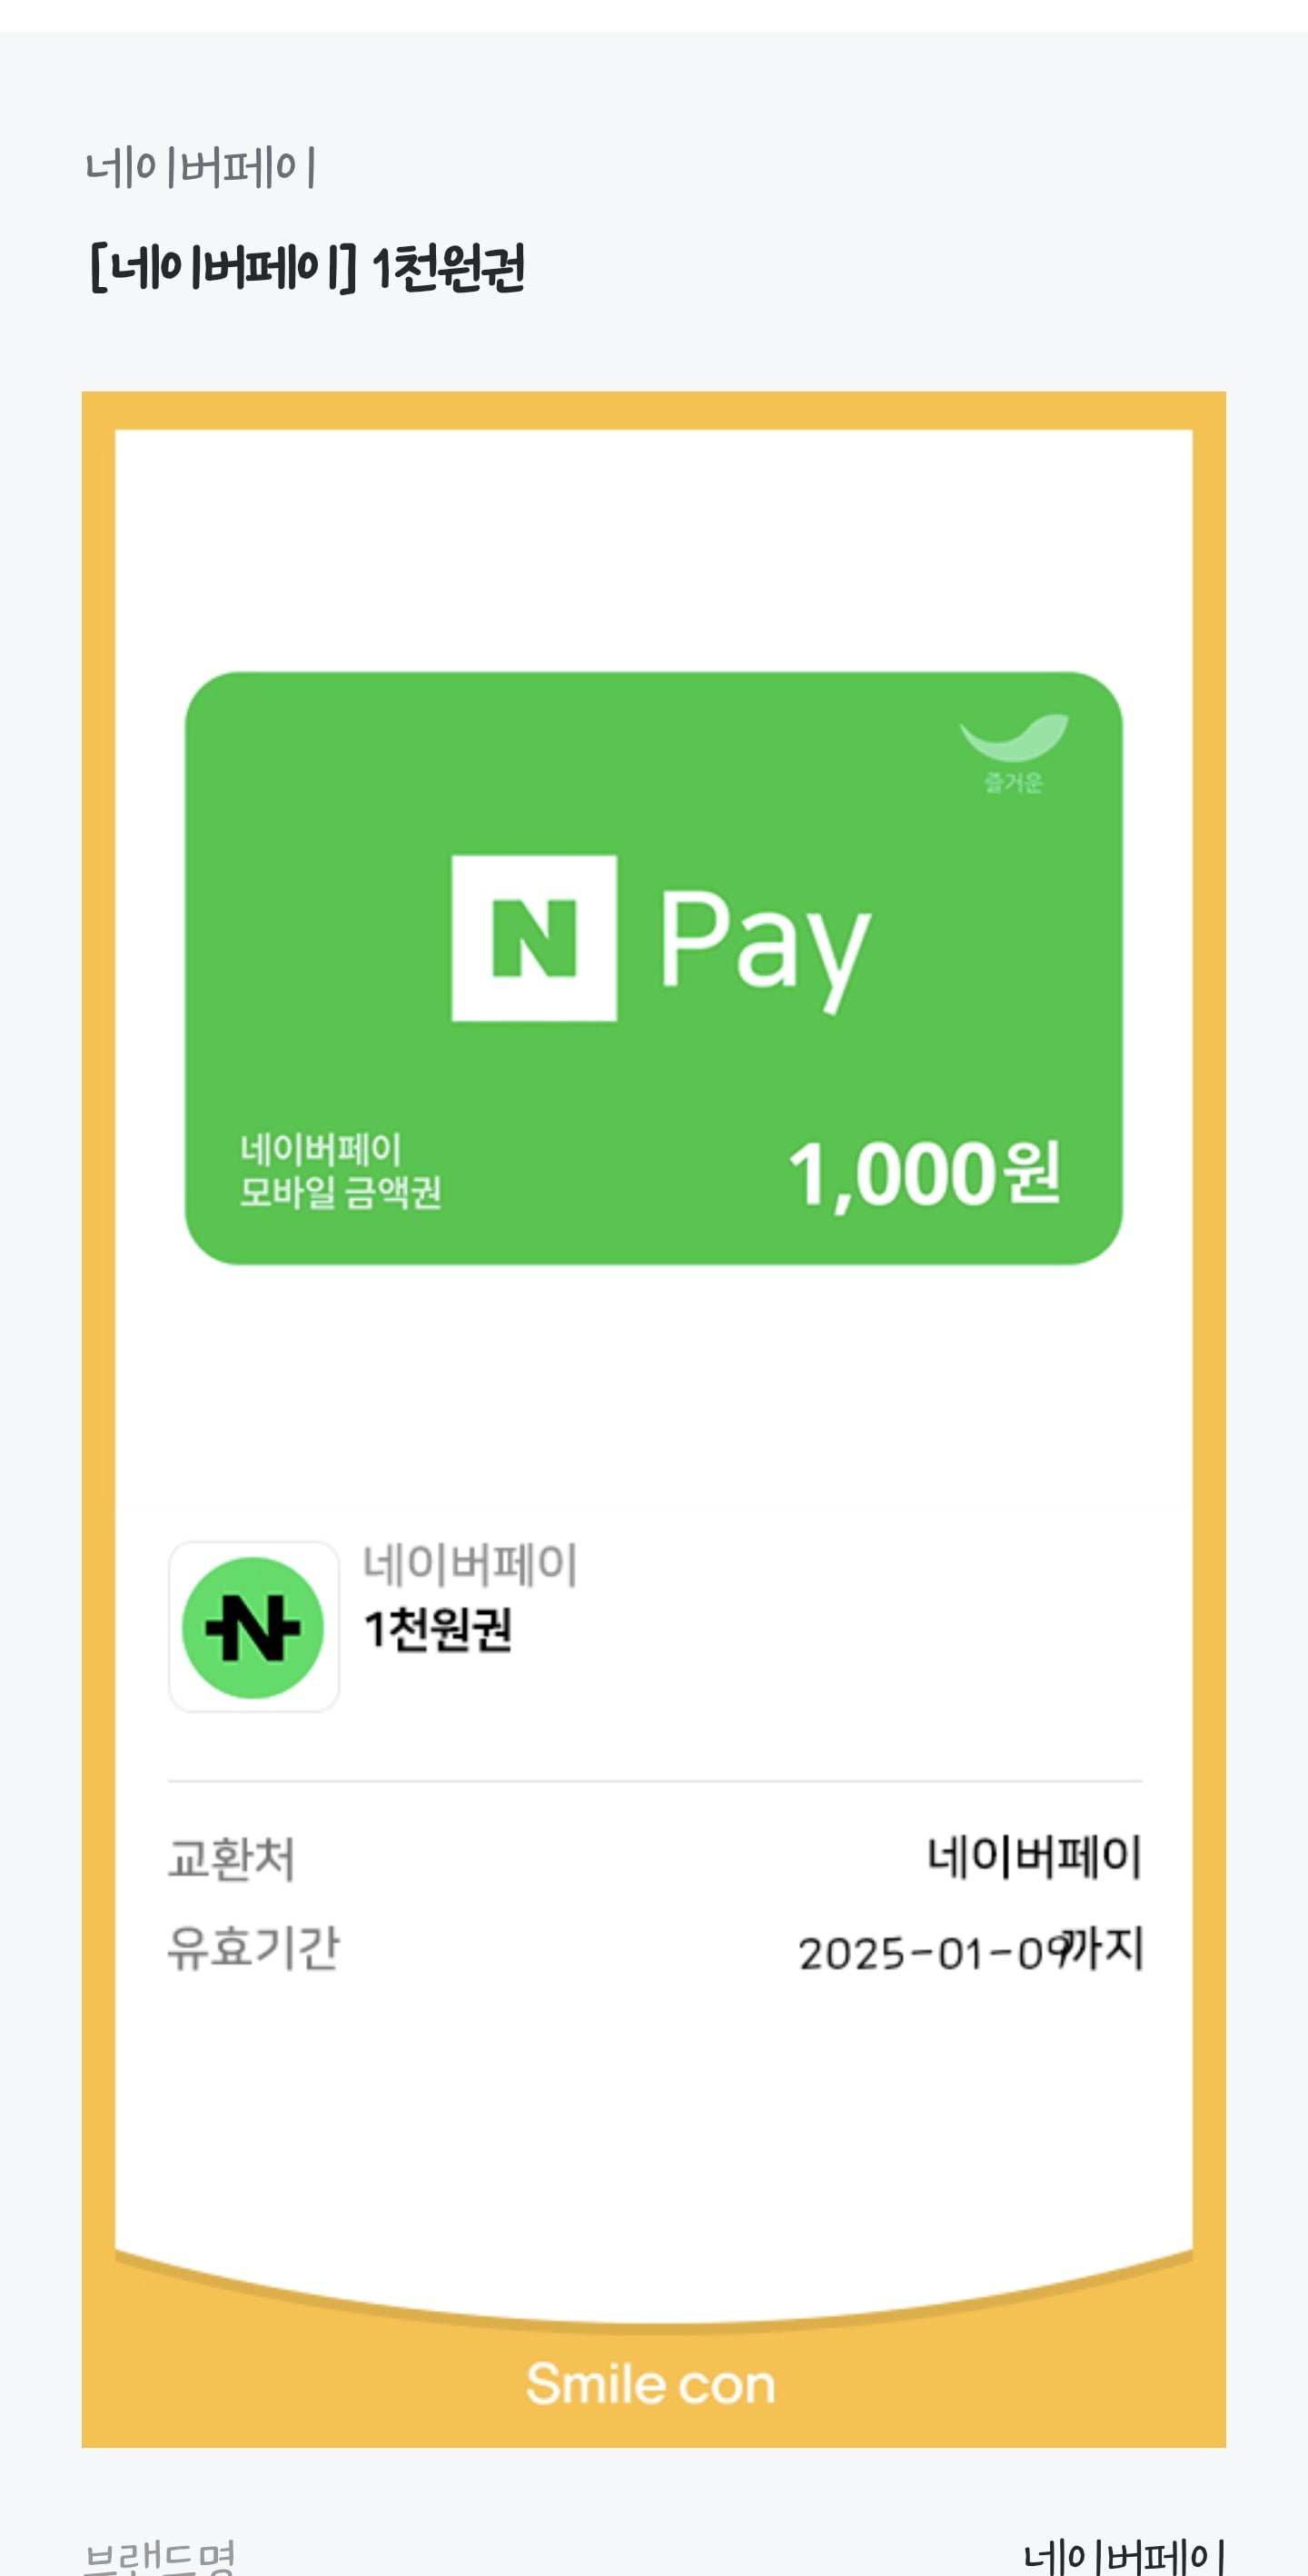 네이버페이
[네이버페이] 1천원권
즐거운
N Pay
네이버페이
모바일 금액권
1,000원
네이버페이
1천원권
교환처 네이버페이
유효기간 2025-01-09까지
Smile con
브랜드명 네이버페이